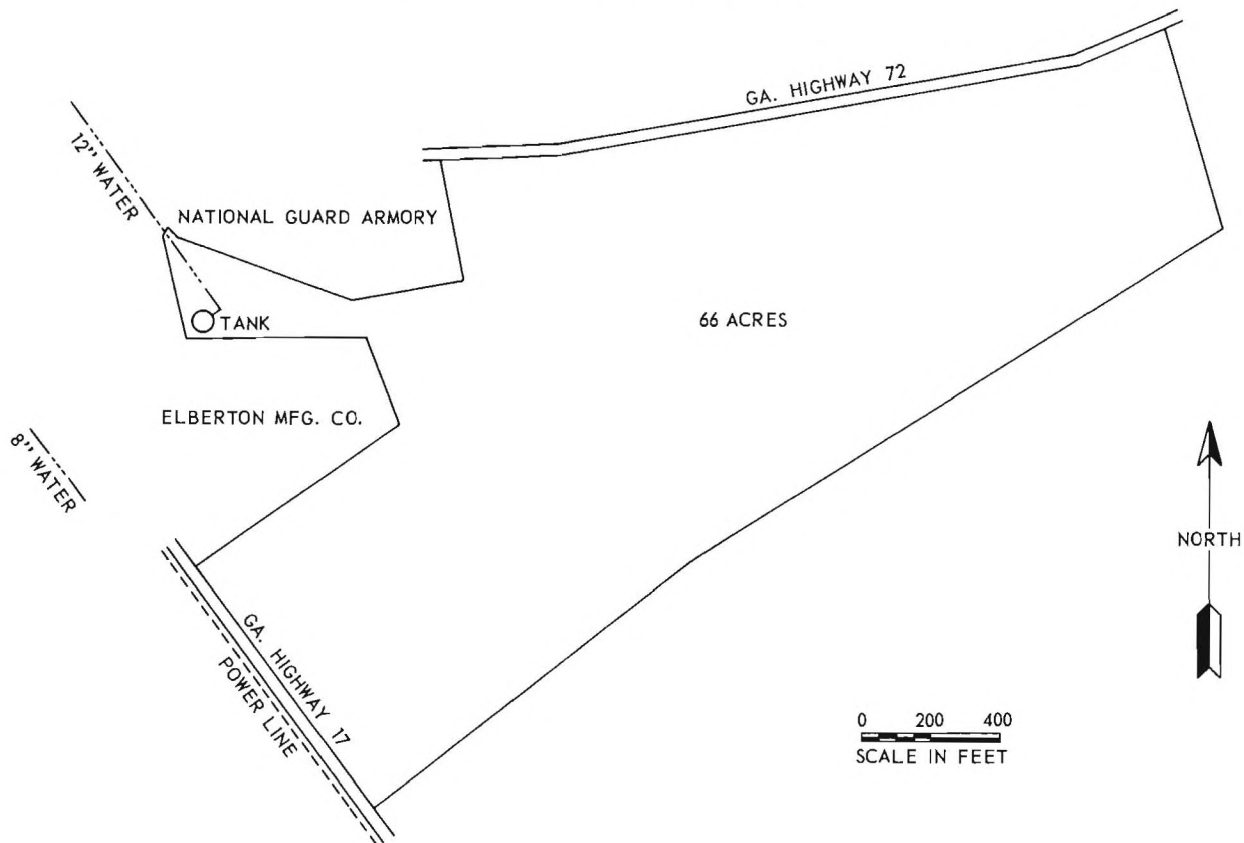 GA. HIGHWAY 72
12" WATER
NATIONAL GUARD ARMORY
TANK
66 ACRES
ELBERTON MFG. CO.
8" WATER
NORTH
GA. HIGHWAY 17
POWER LINE
0 200 400
SCALE IN FEET